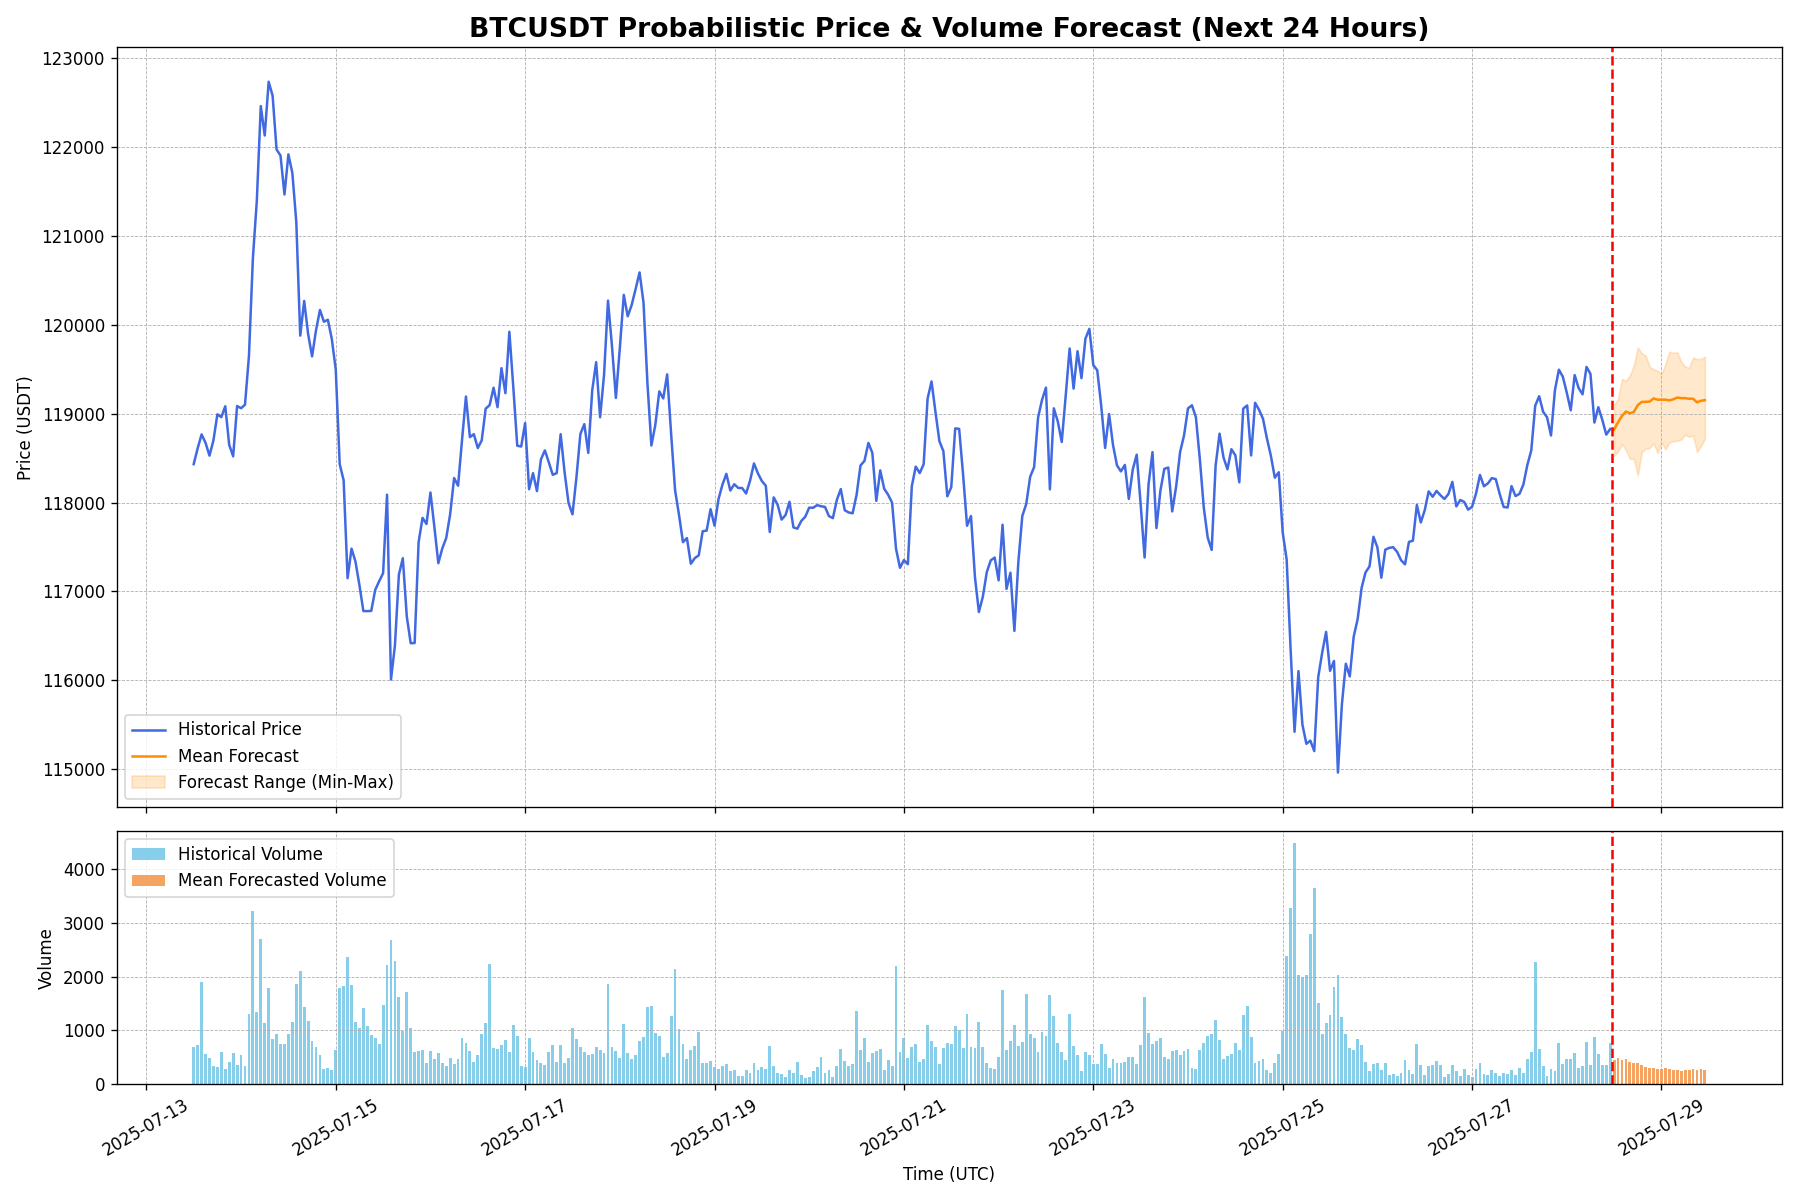 BTCUSDT Probabilistic Price & Volume Forecast (Next 24 Hours)
123000
122000
121000
120000
119000
118000
117000
116000
115000
Price (USDT)
Historical Price
Mean Forecast
Forecast Range (Min-Max)
Historical Volume
Mean Forecasted Volume
4000
3000
2000
1000
0
Volume
2025-07-13
2025-07-15
2025-07-17
2025-07-19
2025-07-21
2025-07-23
2025-07-25
2025-07-27
2025-07-29
Time (UTC)